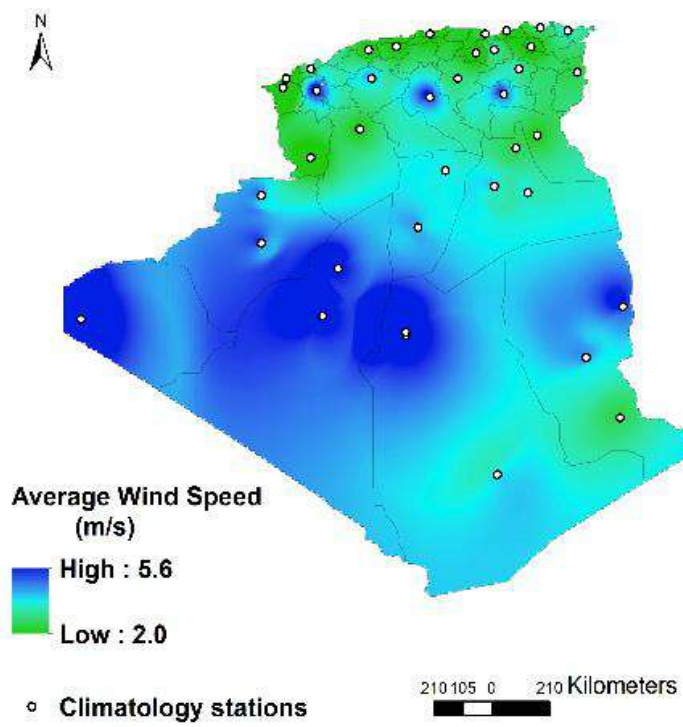 N
Average Wind Speed
(m/s)
High : 5.6
Low : 2.0
Climatology stations
210 105 0 210 Kilometers